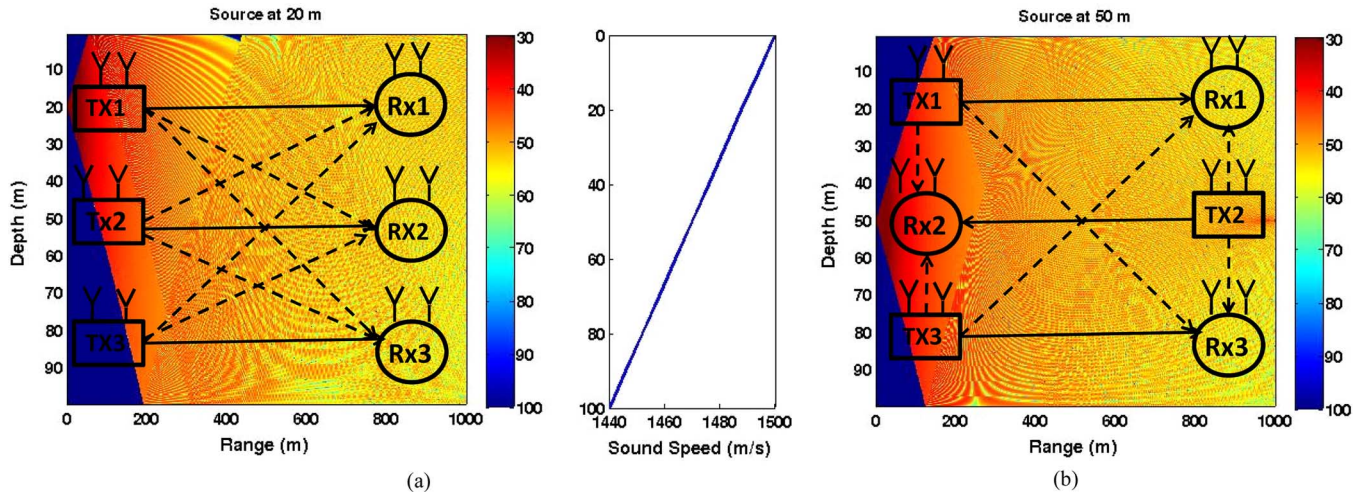 Source at 20 m
10
20
30
40
50
60
70
80
90
Depth (m)
0
200
400
600
800
1000
Range (m)
TX1
Tx2
TX3
Rx1
RX2
Rx3
30
40
50
60
70
80
90
100
(a)
0
20
40
60
80
100
1440
1460
1480
1500
Sound Speed (m/s)
Source at 50 m
10
20
30
40
50
60
70
80
90
Depth (m)
0
200
400
600
800
1000
Range (m)
TX1
Rx2
TX3
Rx1
TX2
Rx3
30
40
50
60
70
80
90
100
(b)